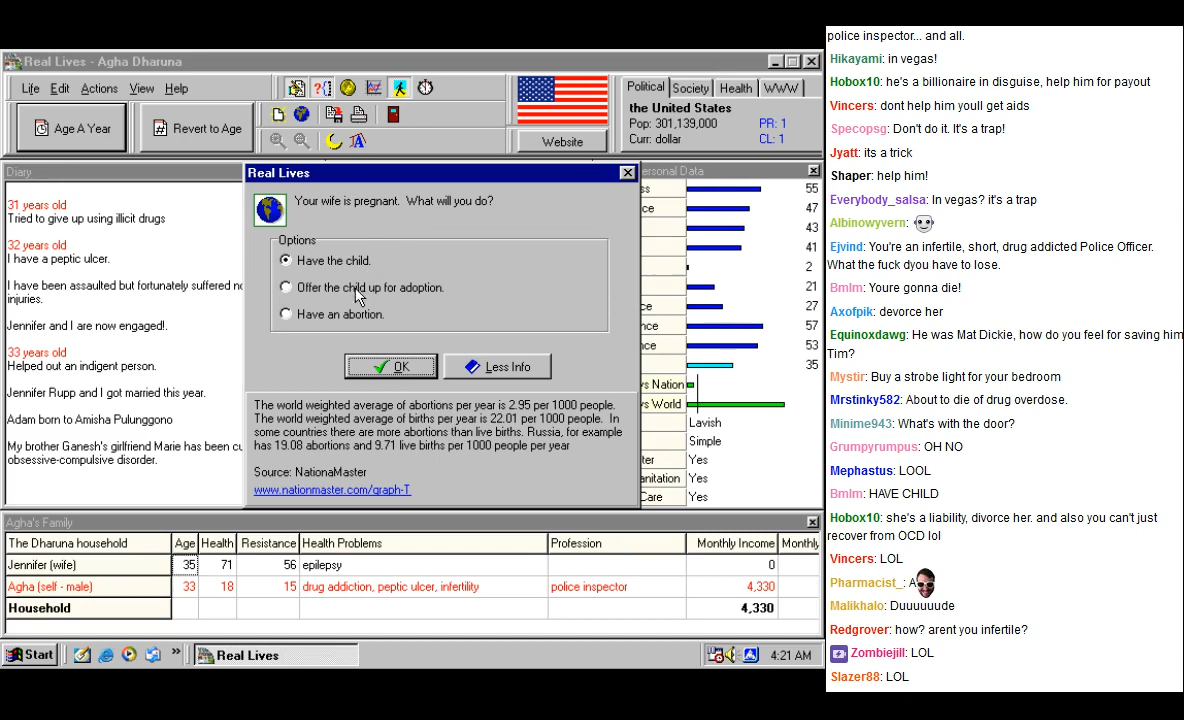 Real Lives - Agha Dharuna
Life Edit Actions View Help
Age A Year
Revert to Age
Website
Political Society Health WWW
the United States
Pop: 301,139,000 PR: 1
Curr: dollar CL: 1
Diary
31 years old
Tried to give up using illicit drugs
32 years old
I have a peptic ulcer.
I have been assaulted but fortunately suffered no
injuries.
Jennifer and I are now engaged!.
33 years old
Helped out an indigent person.
Jennifer Rupp and I got married this year.
Adam born to Amisha Pulunggono
My brother Ganesh's girlfriend Marie has been cu
obsessive-compulsive disorder.
Real Lives
Your wife is pregnant. What will you do?
Options
Have the child.
Offer the child up for adoption.
Have an abortion.
OK
Less Info
The world weighted average of abortions per year is 2.95 per 1000 people.
The world weighted average of births per year is 22.01 per 1000 people. In
some countries there are more abortions than live births. Russia, for example
has 19.08 abortions and 9.71 live births per 1000 people per year
Source: NationaMaster
www.nationmaster.com/graph-T
ersonal Data
ss 55
ce 47
43
41
2
21
ce 27
nce 57
nce 53
35
vs Nation
vs World
Lavish
Simple
ter Yes
anitation Yes
Care Yes
Agha's Family
The Dharuna household Age Health Resistance Health Problems Profession Monthly Income Monthly
Jennifer (wife) 35 71 56 epilepsy 0
Agha (self - male) 33 18 15 drug addiction, peptic ulcer, infertility police inspector 4,330
Household 4,330
Start
Real Lives
4:21 AM
police inspector... and all.
Hikayami: in vegas!
Hobox10: he's a billionaire in disguise, help him for payout
Vincers: dont help him youll get aids
Specopsg: Don't do it. It's a trap!
Jyatt: its a trick
Shaper: help him!
Everybody_salsa: In vegas? it's a trap
Albinowyvern:
Ejvind: You're an infertile, short, drug addicted Police Officer.
What the fuck dyou have to lose.
Bmlm: Youre gonna die!
Axofpik: devorce her
Equinoxdawg: He was Mat Dickie, how do you feel for saving him
Tim?
Mystir: Buy a strobe light for your bedroom
Mrstinky582: About to die of drug overdose.
Minime943: What's with the door?
Grumpyrumpus: OH NO
Mephastus: LOOL
Bmlm: HAVE CHILD
Hobox10: she's a liability, divorce her. and also you can't just
recover from OCD lol
Vincers: LOL
Pharmacist_: A
Malikhalo: Duuuuuude
Redgrover: how? arent you infertile?
Zombiejill: LOL
Slazer88: LOL